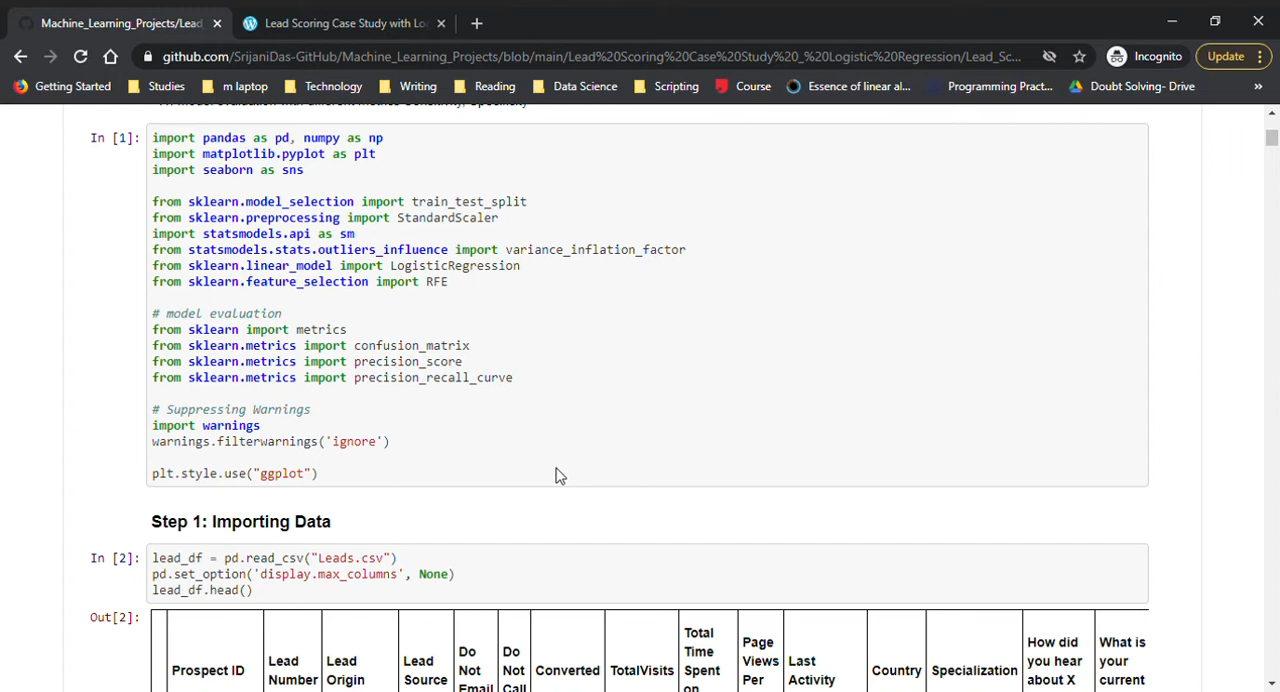 Machine_Learning_Projects/Lead_
Lead Scoring Case Study with Lo
github.com/SrijaniDas-GitHub/Machine_Learning_Projects/blob/main/Lead%20Scoring%20Case%20Study%20_%20Logistic%20Regression/Lead_Sc...
Incognito
Update
Getting Started
Studies
m laptop
Technology
Writing
Reading
Data Science
Scripting
Course
Essence of linear al...
Programming Pract...
Doubt Solving- Drive
»
In [1]:
import pandas as pd, numpy as np
import matplotlib.pyplot as plt
import seaborn as sns
from sklearn.model_selection import train_test_split
from sklearn.preprocessing import StandardScaler
import statsmodels.api as sm
from statsmodels.stats.outliers_influence import variance_inflation_factor
from sklearn.linear_model import LogisticRegression
from sklearn.feature_selection import RFE
# model evaluation
from sklearn import metrics
from sklearn.metrics import confusion_matrix
from sklearn.metrics import precision_score
from sklearn.metrics import precision_recall_curve
# Suppressing Warnings
import warnings
warnings.filterwarnings('ignore')
plt.style.use("ggplot")
Step 1: Importing Data
In [2]:
lead_df = pd.read_csv("Leads.csv")
pd.set_option('display.max_columns', None)
lead_df.head()
Out[2]:
Prospect ID
Lead
Number
Lead
Origin
Lead
Source
Do
Not
Email
Do
Not
Call
Converted
TotalVisits
Total
Time
Spent
on
Page
Views
Per
Last
Activity
Country
Specialization
How did
you hear
about X
What is
your
current